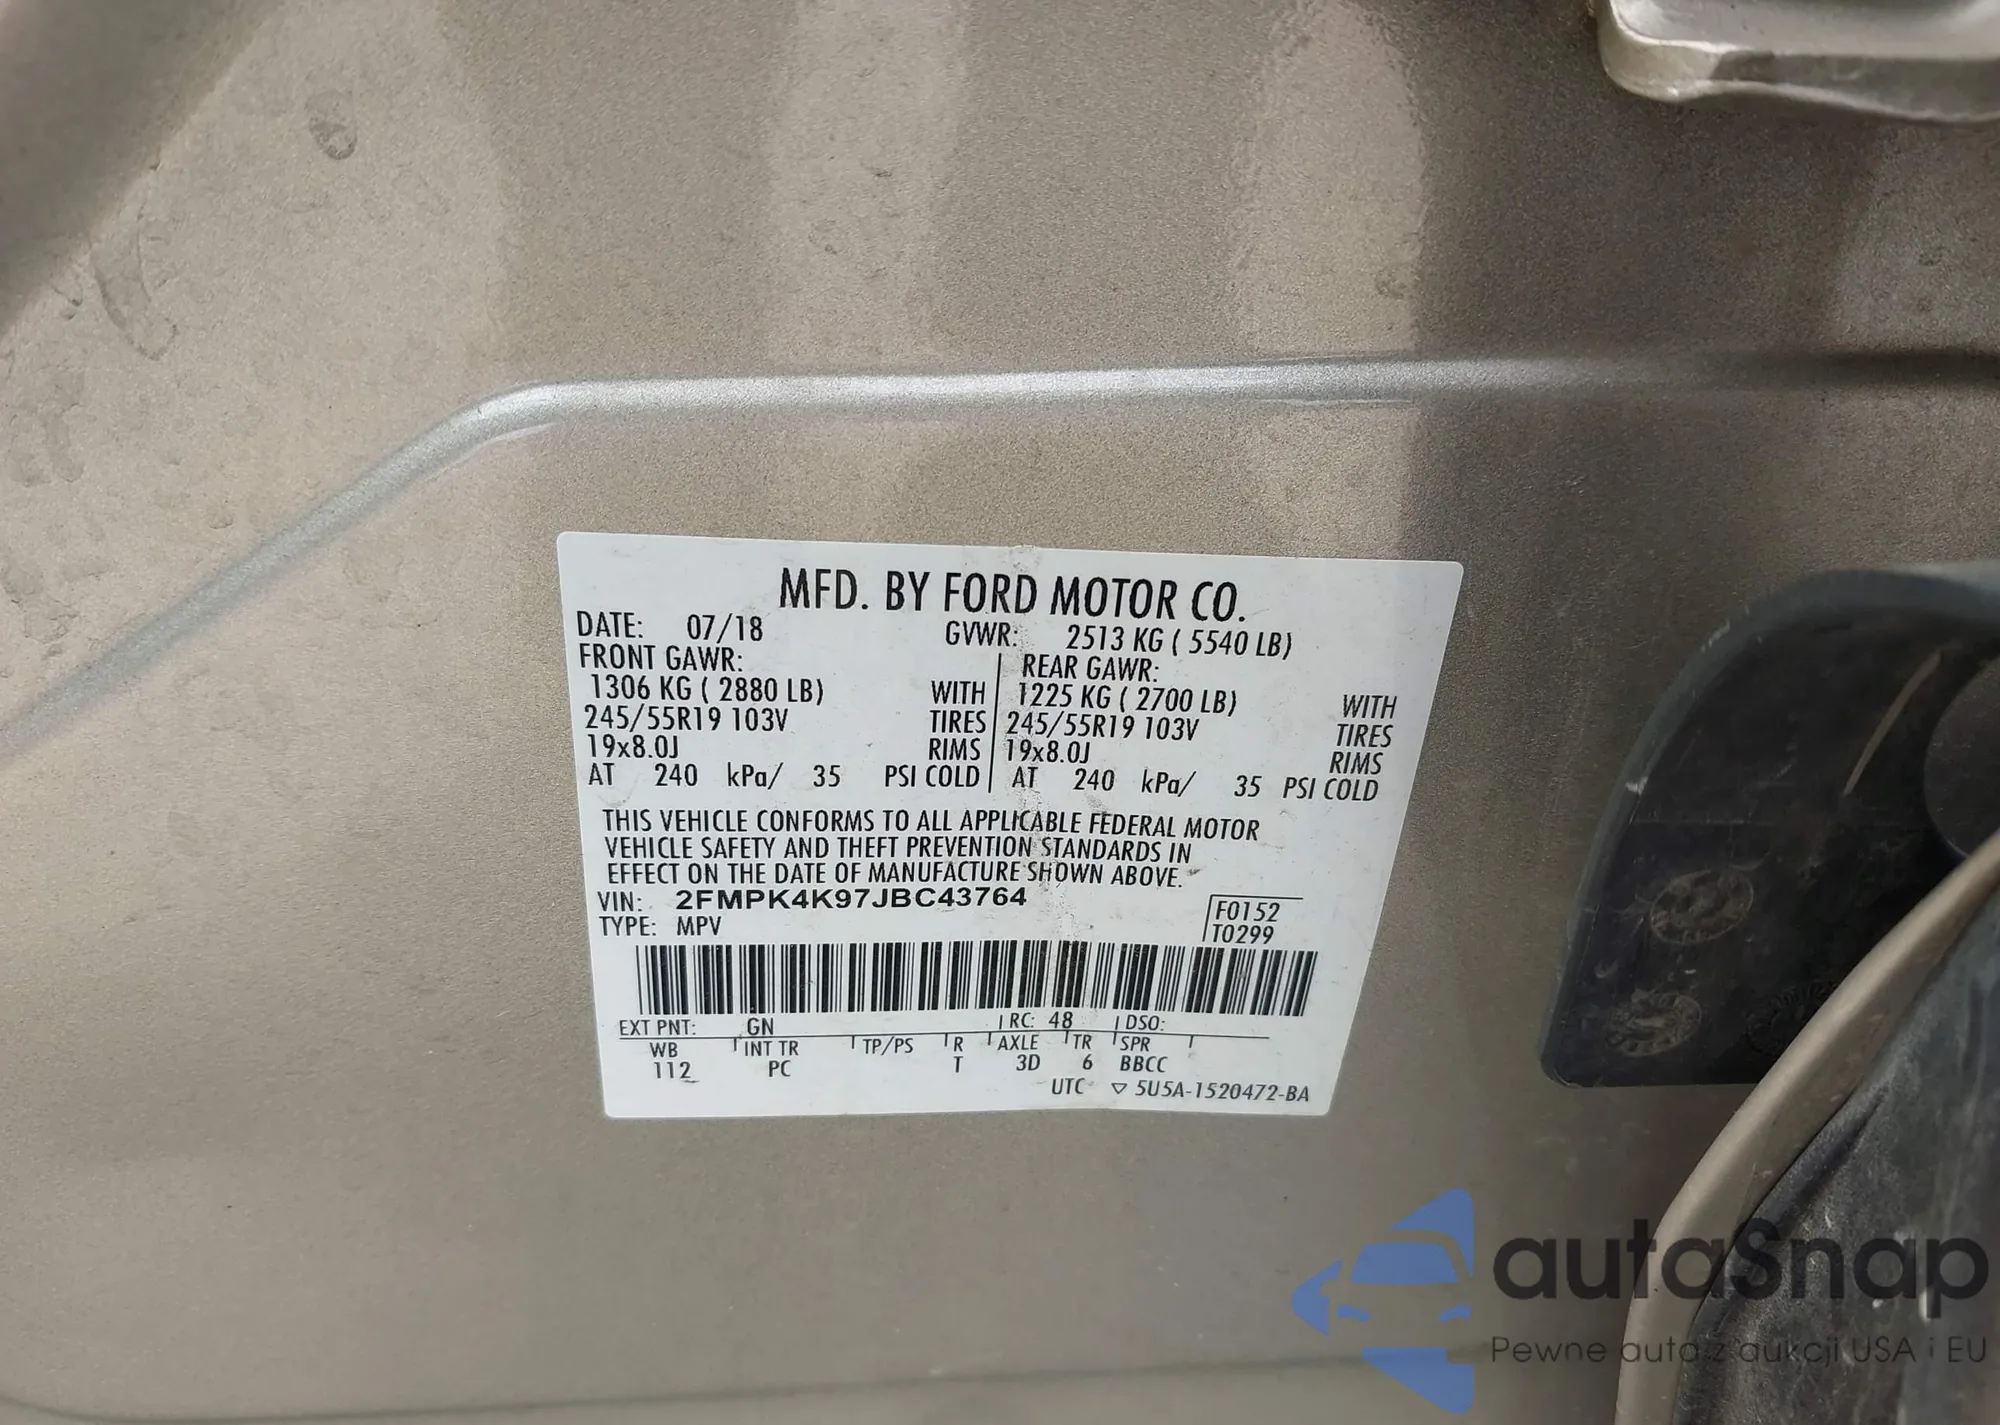 MFD. BY FORD MOTOR CO.
DATE: 07/18 GVWR: 2513 KG ( 5540 LB)
FRONT GAWR: REAR GAWR:
1306 KG ( 2880 LB) WITH 1225 KG ( 2700 LB) WITH
245/55R19 103V TIRES 245/55R19 103V TIRES
19x8.0J RIMS 19x8.0J RIMS
AT 240 kPa/ 35 PSI COLD AT 240 kPa/ 35 PSI COLD
THIS VEHICLE CONFORMS TO ALL APPLICABLE FEDERAL MOTOR
VEHICLE SAFETY AND THEFT PREVENTION STANDARDS IN
EFFECT ON THE DATE OF MANUFACTURE SHOWN ABOVE.
VIN: 2FMPK4K97JBC43764
F0152
TYPE: MPV
T0299
EXT PNT: GN RC: 48 DSO:
WB INT TR TP/PS R AXLE TR SPR
112 PC T 3D 6 BBCC
UTC ▽ 5U5A-1520472-BA
autaSnap
Pewne auta z aukcji USA i EU